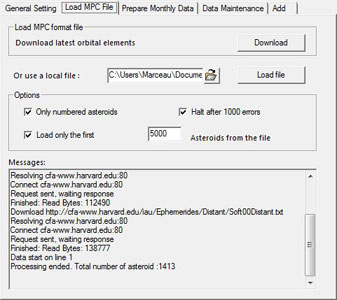 General Setting Load MPC File Prepare Monthly Data Data Maintenance Add
Load MPC format file
Download latest orbital elements Download
Or use a local file : C:\Users\Marceau\Docume Load file
Options
Only numbered asteroids Halt after 1000 errors
Load only the first 5000 Asteroids from the file
Messages:
Resolving cfa-www.harvard.edu:80
Connect cfa-www.harvard.edu:80
Request sent, waiting response
Finished: Read Bytes: 112490
Download http://cfa-www.harvard.edu/iau/Ephemerides/Distant/Soft00Distant.txt
Resolving cfa-www.harvard.edu:80
Connect cfa-www.harvard.edu:80
Request sent, waiting response
Finished: Read Bytes: 138777
Data start on line 1
Processing ended. Total number of asteroid :1413